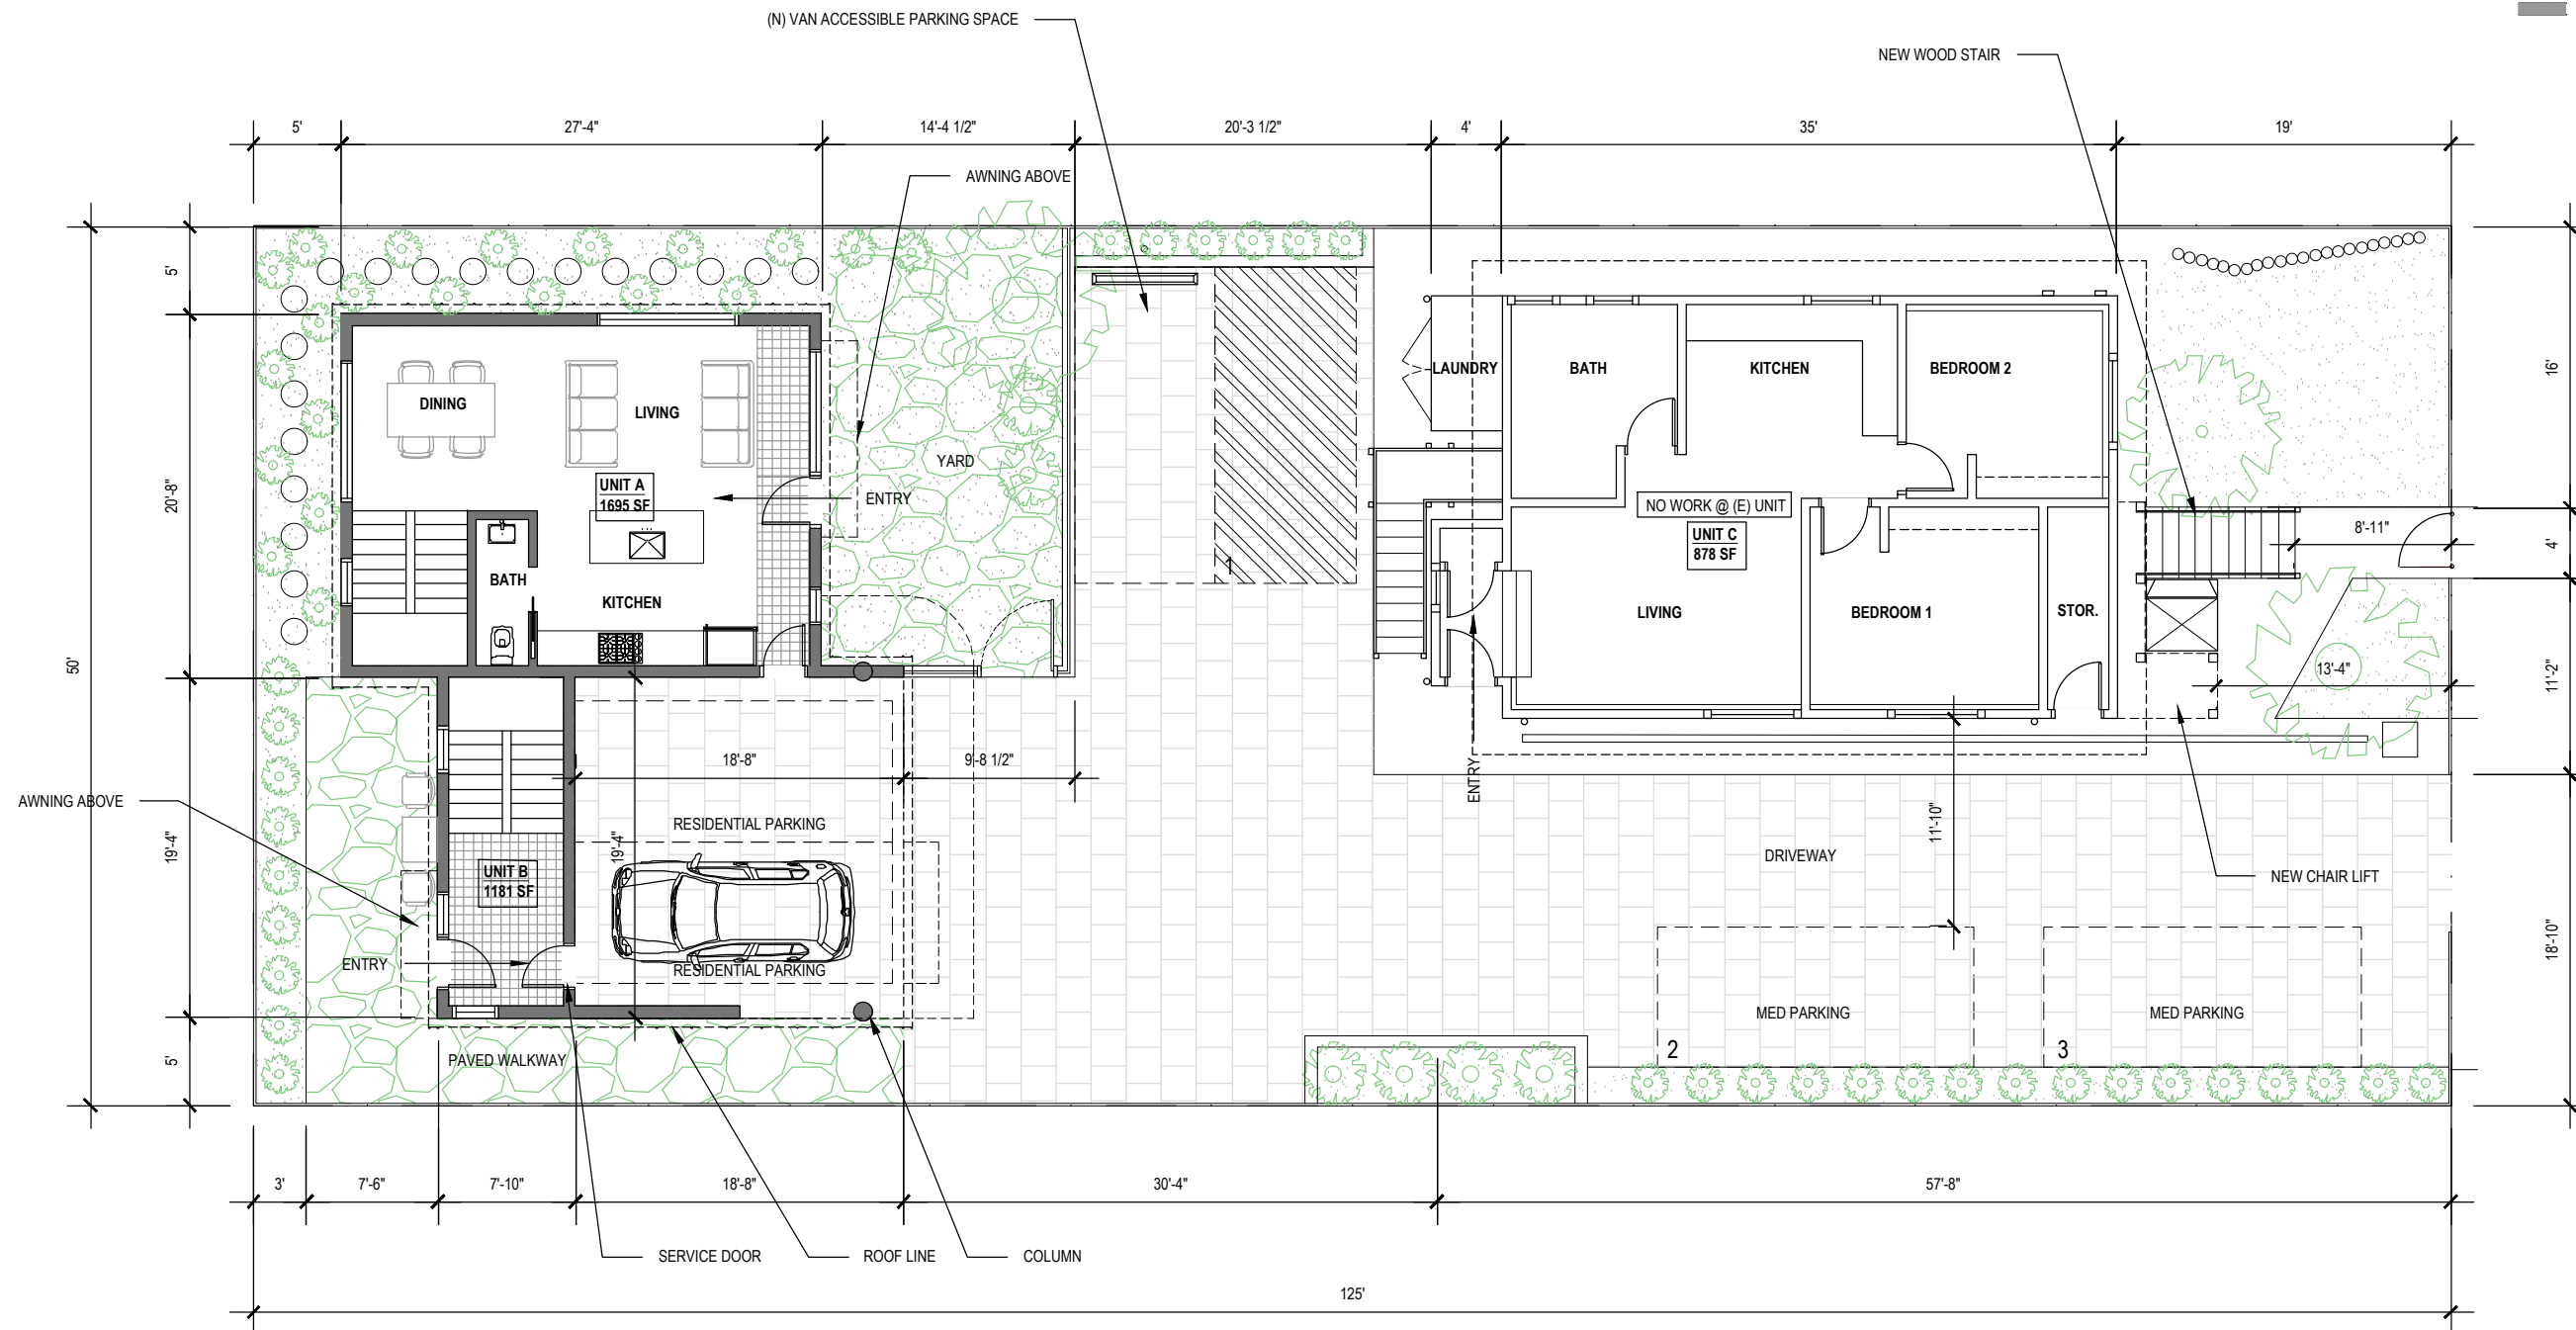 (N) VAN ACCESSIBLE PARKING SPACE
NEW WOOD STAIR
5'
27'-4"
14'-4 1/2"
20'-3 1/2"
4'
35'
19'
AWNING ABOVE
5'
20'-8"
50'
19'-4"
5'
16'
4'
11'-2"
18'-10"
DINING
LIVING
UNIT A
1695 SF
ENTRY
YARD
BATH
KITCHEN
LAUNDRY
BATH
KITCHEN
BEDROOM 2
NO WORK @ (E) UNIT
UNIT C
878 SF
LIVING
BEDROOM 1
STOR.
8'-11"
13'-4"
1
18'-8"
9'-8 1/2"
ENTRY
AWNING ABOVE
RESIDENTIAL PARKING
19'-4"
UNIT B
1181 SF
11'-10"
DRIVEWAY
NEW CHAIR LIFT
ENTRY
RESIDENTIAL PARKING
MED PARKING
MED PARKING
2
3
PAVED WALKWAY
3'
7'-6"
7'-10"
18'-8"
30'-4"
57'-8"
SERVICE DOOR
ROOF LINE
COLUMN
125'